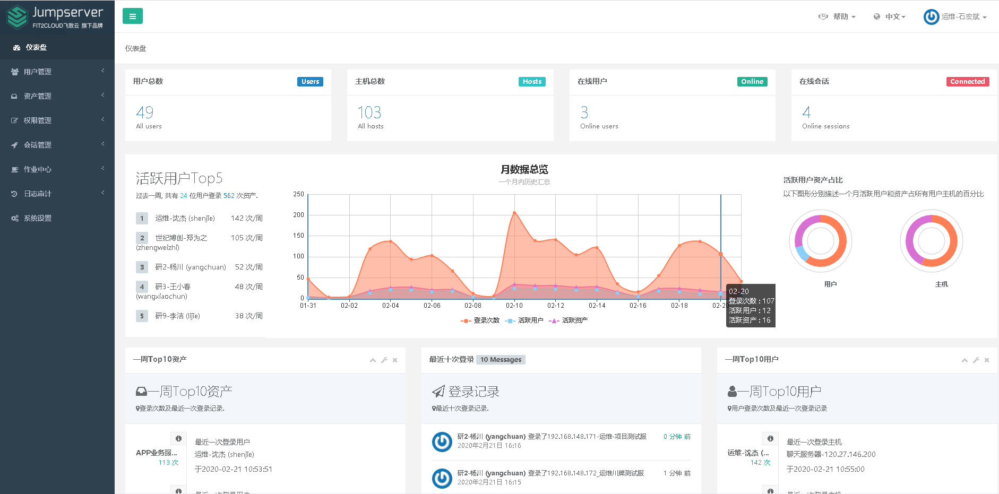 Jumpserver
FIT2CLOUD飞致云 旗下品牌
帮助
中文
运维-石宏斌
仪表盘
用户管理
资产管理
权限管理
会话管理
作业中心
日志审计
系统设置
仪表盘
用户总数 Users
49
All users
主机总数 Hosts
103
All hosts
在线用户 Online
3
Online users
在线会话 Connected
4
Online sessions
活跃用户Top5
过去一周, 共有 24 位用户登录 562 次资产.
1 运维-沈杰 (shenjie) 142 次/周
2 世纪博创-郑为之 105 次/周
(zhengweizhi)
3 研2-杨川 (yangchuan) 52 次/周
4 研3-王小春 48 次/周
(wangxiaochun)
5 研9-李洁 (lijie) 38 次/周
月数据总览
一个月内历史汇总
250
200
150
100
50
0
01-31 02-02 02-04 02-06 02-08 02-10 02-12 02-14 02-16 02-18 02-20
02-20
登录次数 : 107
活跃用户 : 12
活跃资产 : 16
登录次数 活跃用户 活跃资产
活跃用户资产占比
以下图形分别描述一个月活跃用户和资产占所有用户主机的百分比
用户
主机
一周Top10资产
一周Top10资产
登录次数及最近一次登录记录.
APP业务服...
113 次
最近一次登录用户
运维-沈杰 (shenjie)
于2020-02-21 10:53:51
最近一次登录用户
最近十次登录 10 Messages
登录记录
最近十次登录记录.
研2-杨川 (yangchuan) 登录了192.168.148.171-运维-项目测试服 0 分钟 前
2020年2月21日 16:16
研2-杨川 (yangchuan) 登录了192.168.148.172_运维川牌测试服 1 分钟 前
2020年2月21日 16:15
一周Top10用户
一周Top10用户
用户登录次数及最近一次登录记录
运维-沈杰 (...
142 次
最近一次登录主机
聊天服务器-120.27.146.200
于2020-02-21 10:55:00
最近一次登录主机